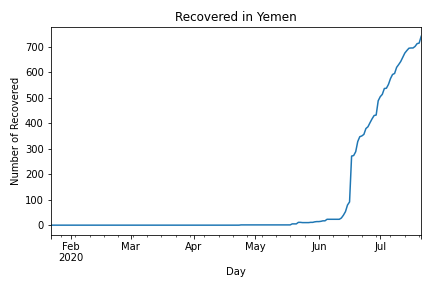 Recovered in Yemen
Number of Recovered
700
600
500
400
300
200
100
0
Feb
2020
Mar
Apr
May
Jun
Jul
Day